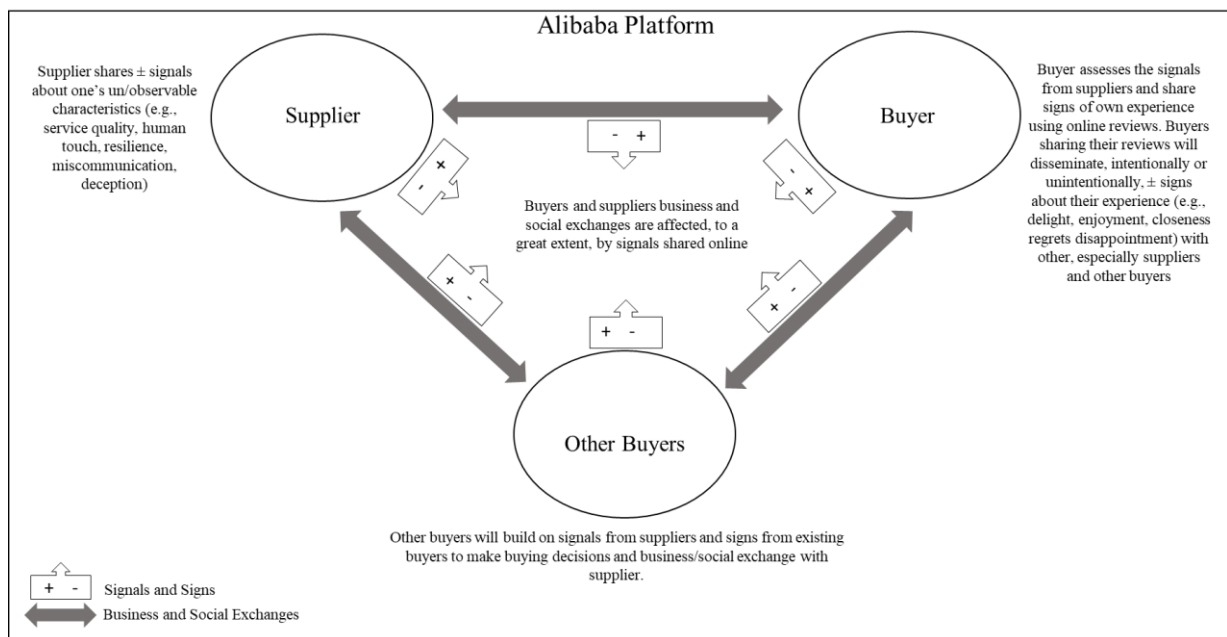 Alibaba Platform
Supplier shares ± signals
about one's un/observable
characteristics (e.g.,
service quality, human
touch, resilience,
miscommunication,
deception)
Supplier
Buyer
Buyer assesses the signals
from suppliers and share
signs of own experience
using online reviews. Buyers
sharing their reviews will
disseminate, intentionally or
unintentionally, ± signs
about their experience (e.g.,
delight, enjoyment, closeness
regrets disappointment) with
other, especially suppliers
and other buyers
- +
- +
- +
Buyers and suppliers business and
social exchanges are affected, to a
great extent, by signals shared online
+ -
+ -
+ -
Other Buyers
Other buyers will build on signals from suppliers and signs from existing
buyers to make buying decisions and business/social exchange with
supplier.
+ -
Signals and Signs
Business and Social Exchanges